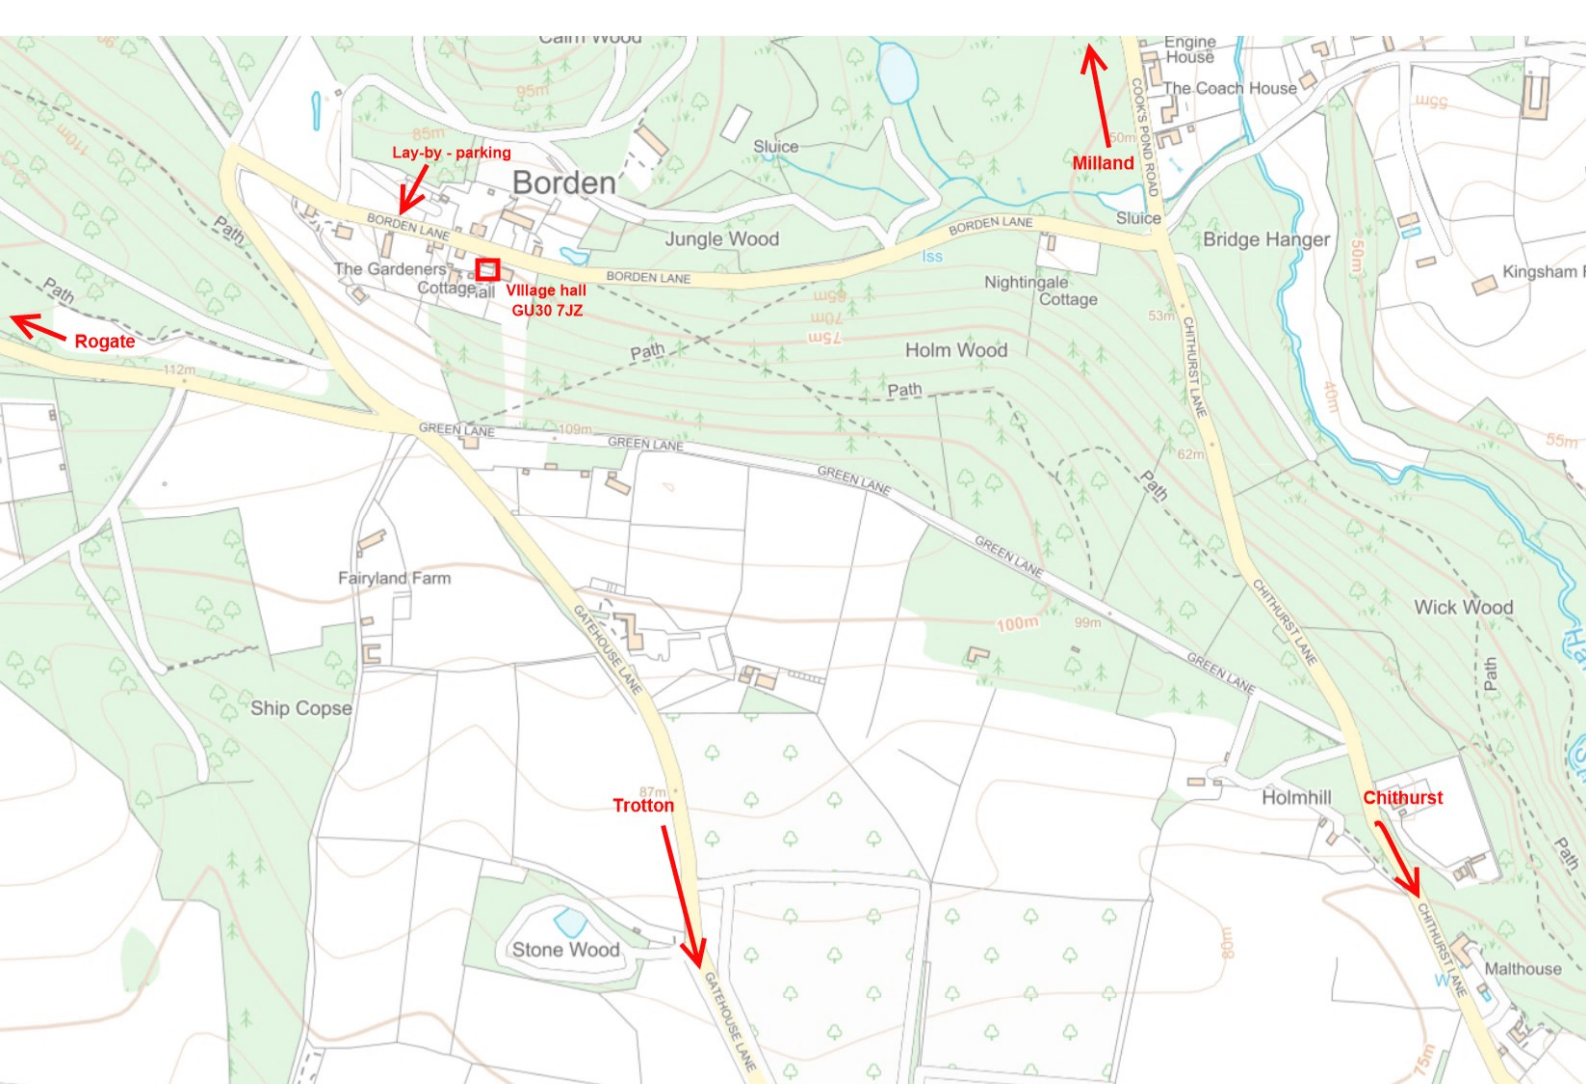 Calm Wood
95m
90
110m
85m
Lay-by - parking
Borden
BORDEN LANE
Path
The Gardeners
Cottage
Hall
Village hall
GU30 7JZ
BORDEN LANE
Jungle Wood
Sluice
Iss
BORDEN LANE
Engine
House
The Coach House
COOK'S POND ROAD
50m
Milland
Sluice
Bridge Hanger
Nightingale
Cottage
55m
50m
Kingsham
53m
CHITHURST LANE
40m
55m
62m
65m
70m
75m
Holm Wood
Path
Path
Path
Path
Rogate
112m
GREEN LANE
109m
GREEN LANE
GREEN LANE
GREEN LANE
Fairyland Farm
GATEHOUSE LANE
100m
99m
GREEN LANE
CHITHURST LANE
Wick Wood
Path
Path
Ship Copse
87m
Trotton
Holmhill
Chithurst
Stone Wood
GATEHOUSE LANE
80m
CHITHURST LANE
W
Malthouse
75m